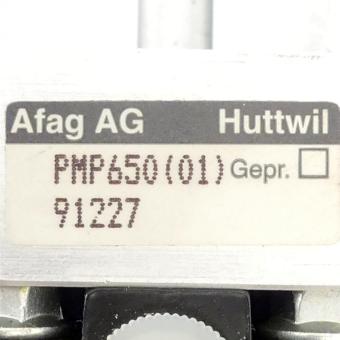 Afag AG Huttwil
PMP650(01) Gepr. ☐
91227